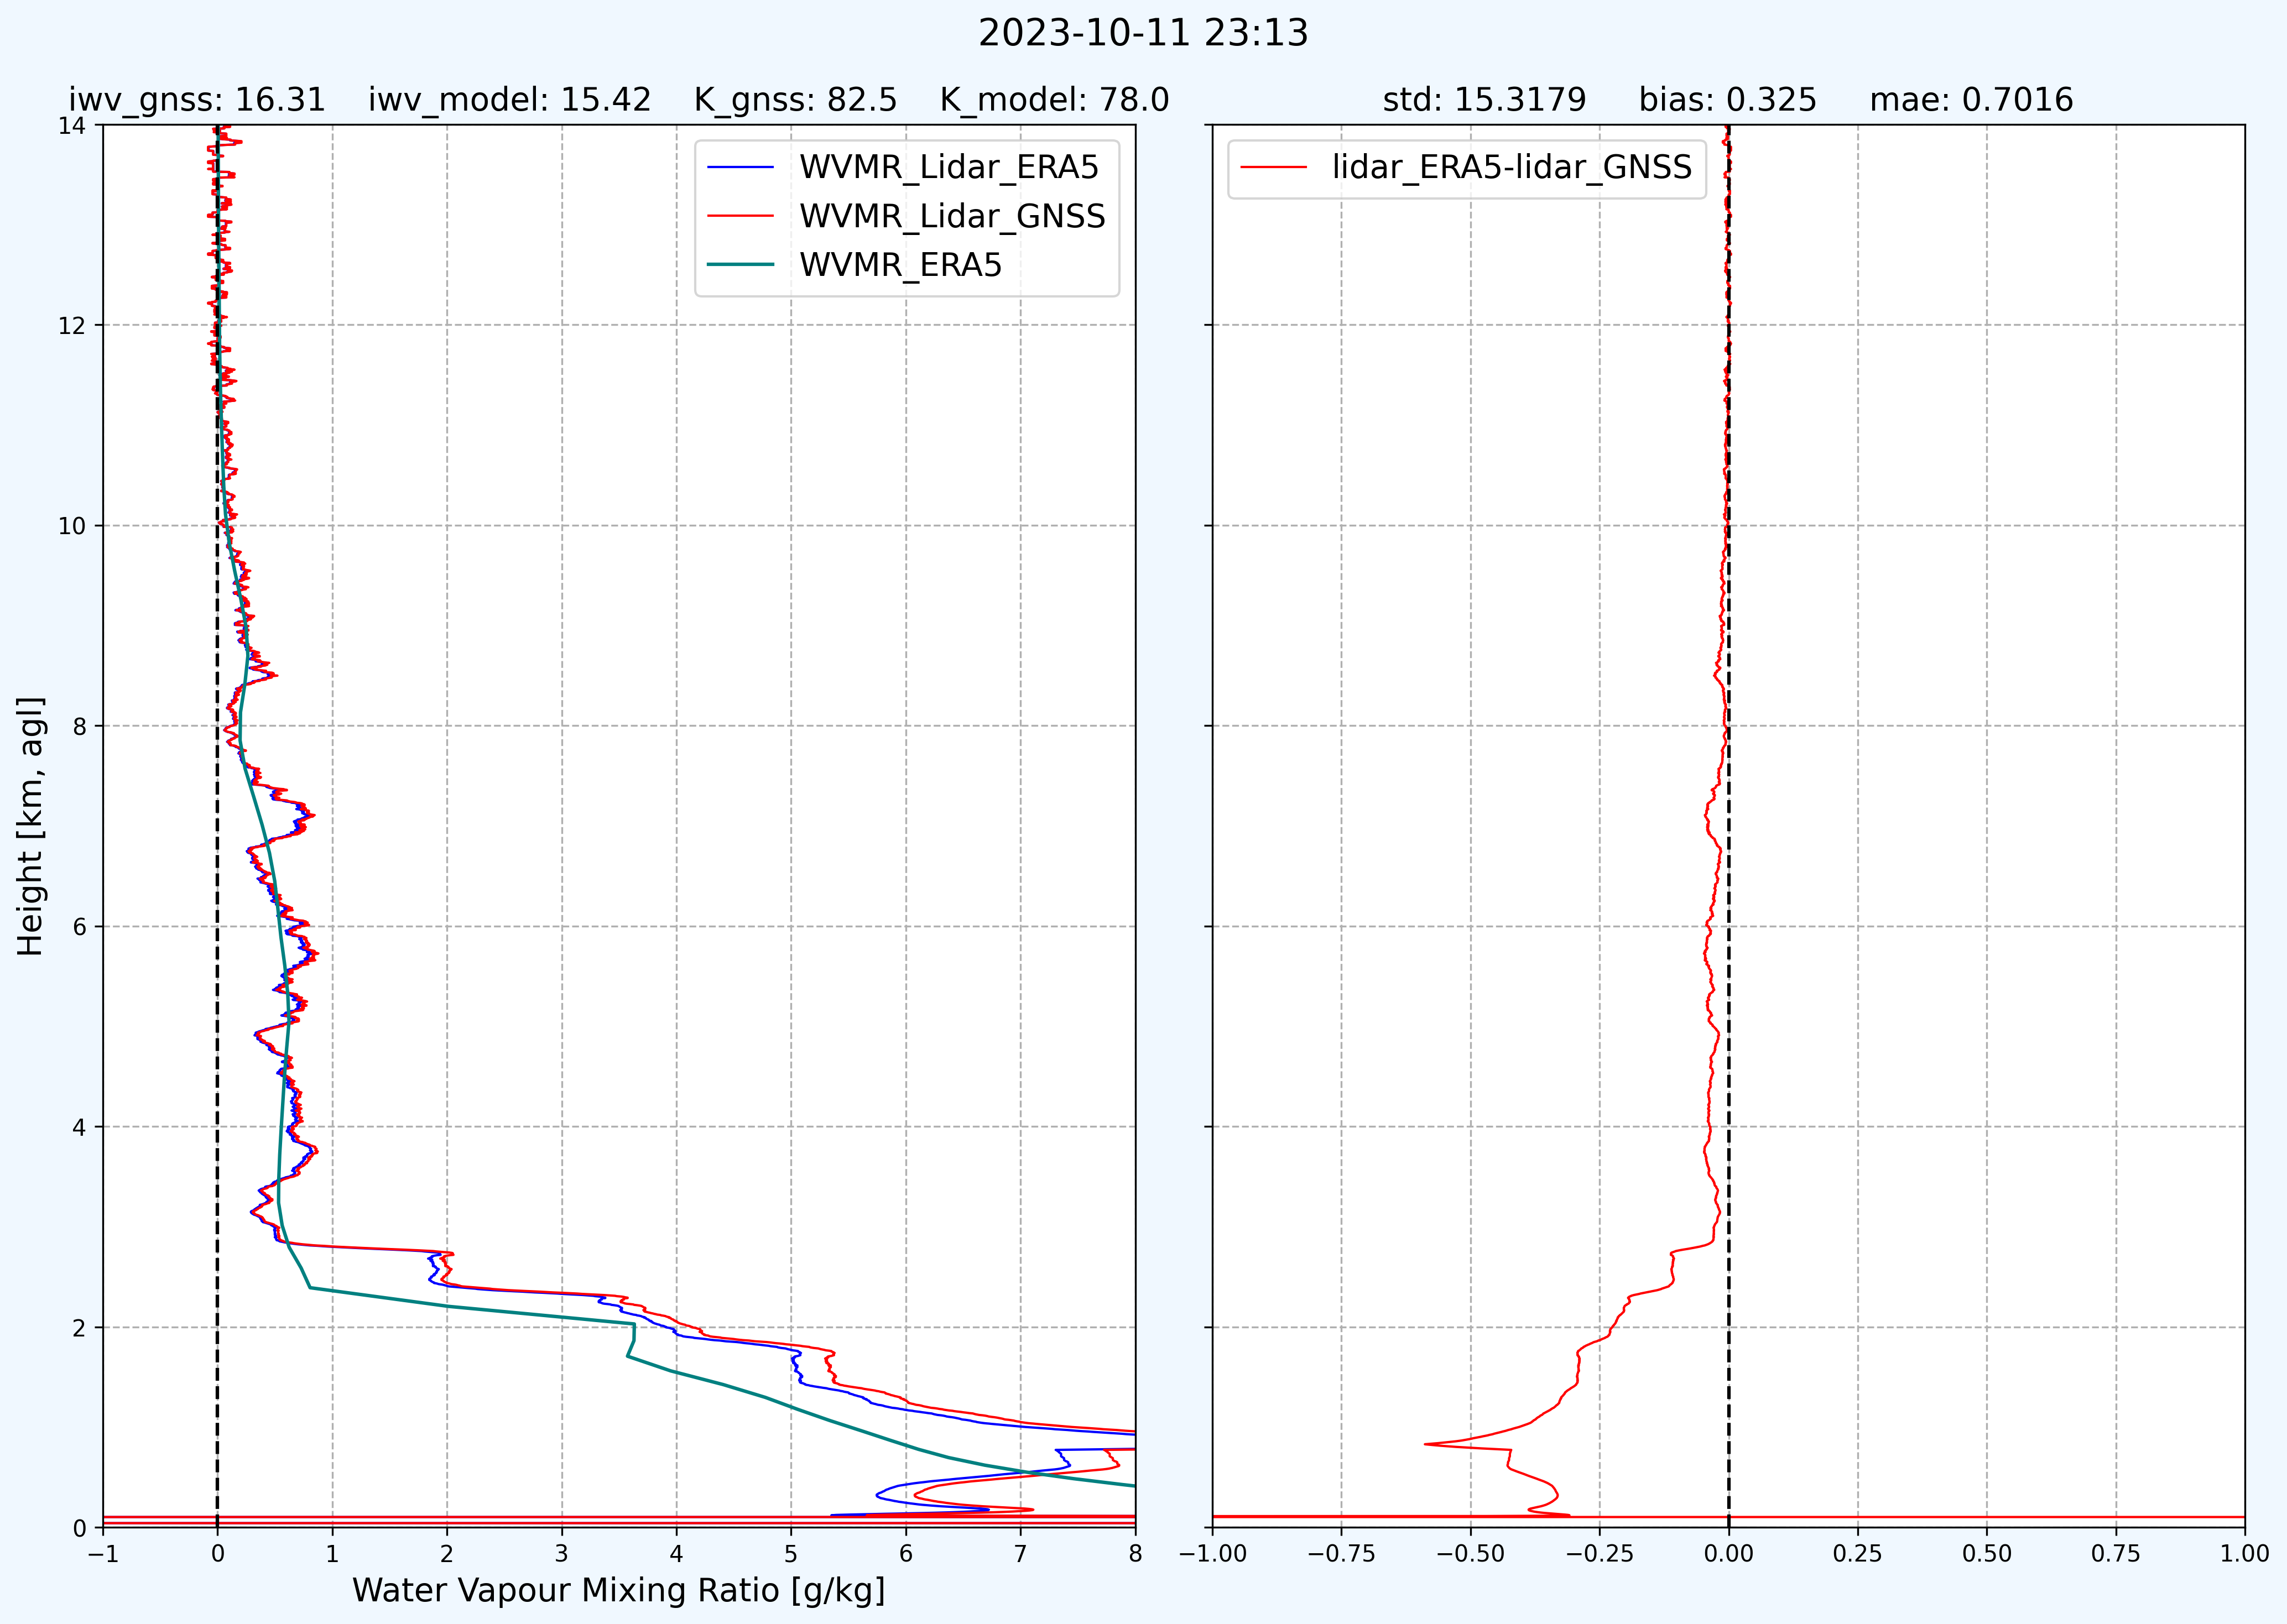 2023-10-11 23:13
iwv_gnss: 16.31 iwv_model: 15.42 K_gnss: 82.5 K_model: 78.0
std: 15.3179 bias: 0.325 mae: 0.7016
WVMR_Lidar_ERA5
WVMR_Lidar_GNSS
WVMR_ERA5
lidar_ERA5-lidar_GNSS
14
12
10
8
6
4
2
0
Height [km, agl]
−1 0 1 2 3 4 5 6 7 8
Water Vapour Mixing Ratio [g/kg]
−1.00 −0.75 −0.50 −0.25 0.00 0.25 0.50 0.75 1.00